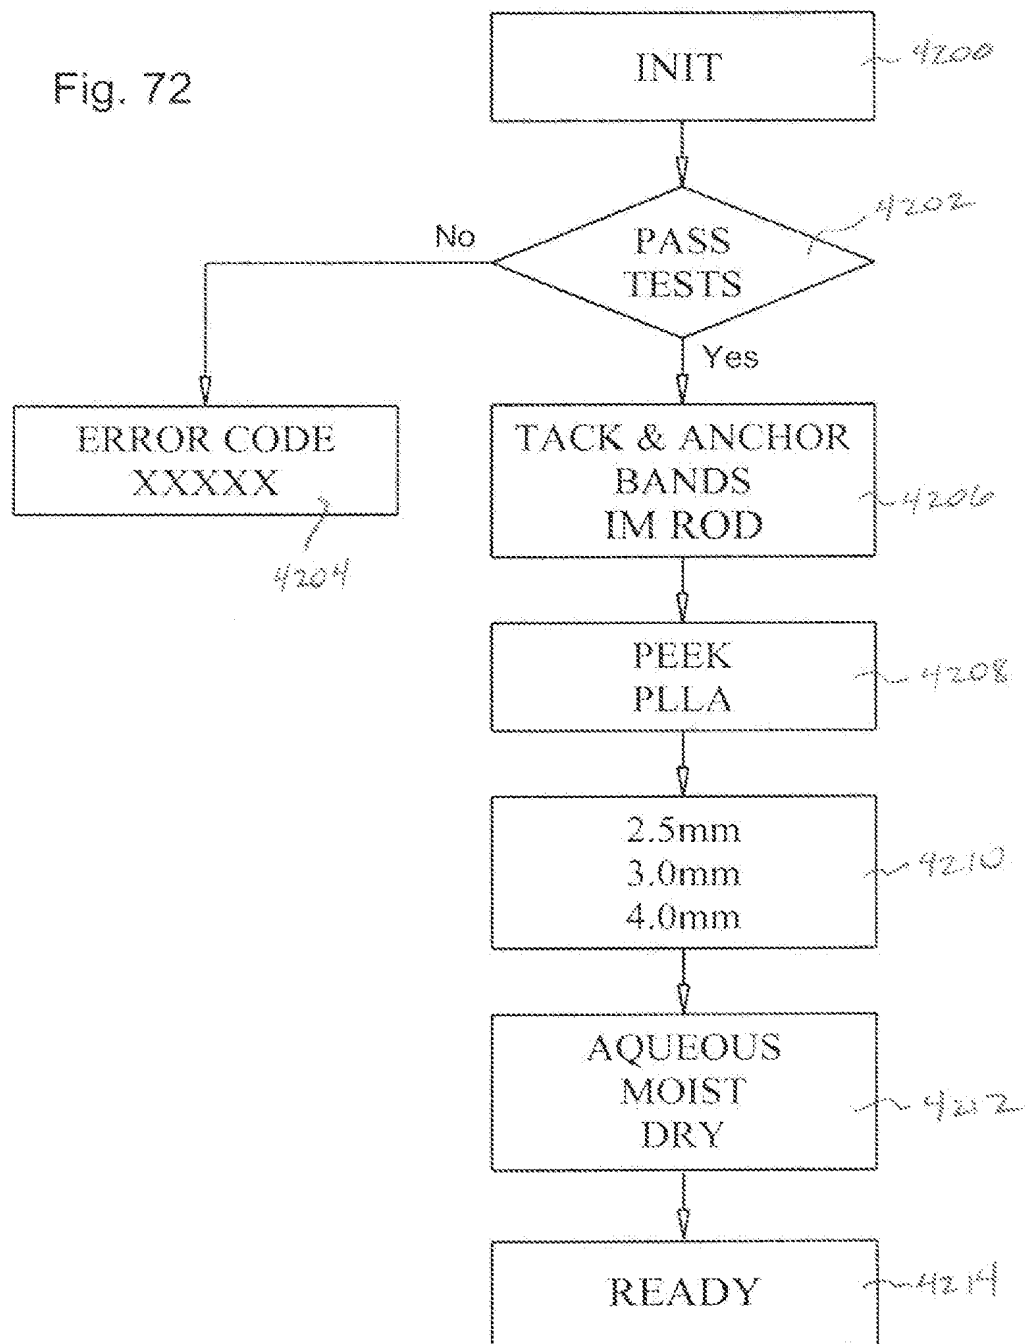 Fig. 72
INIT
4200
PASS
TESTS
4202
No
Yes
ERROR CODE
XXXXX
4204
TACK & ANCHOR
BANDS
IM ROD
4206
PEEK
PLLA
4208
2.5mm
3.0mm
4.0mm
4210
AQUEOUS
MOIST
DRY
4212
READY
4214